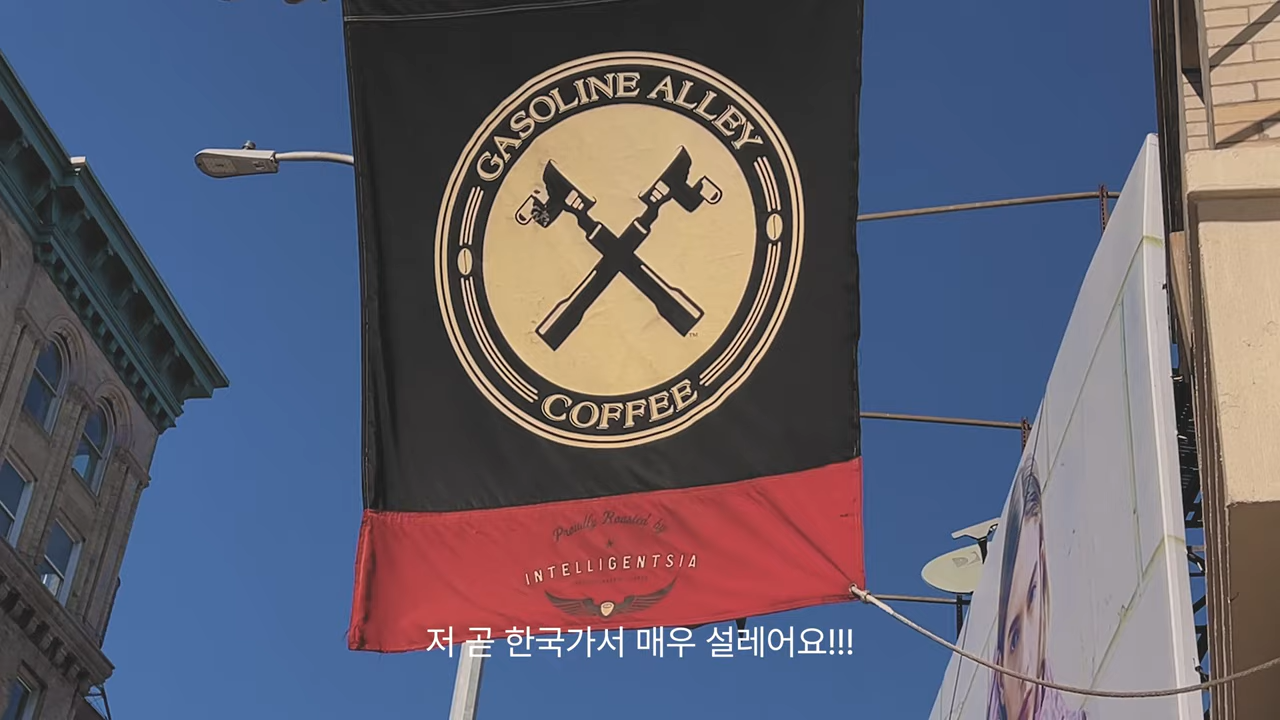 GASOLINE ALLEY
COFFEE
TM
Proudly Roasted by
INTELLIGENTSIA
저 곧 한국가서 매우 설레어요!!!